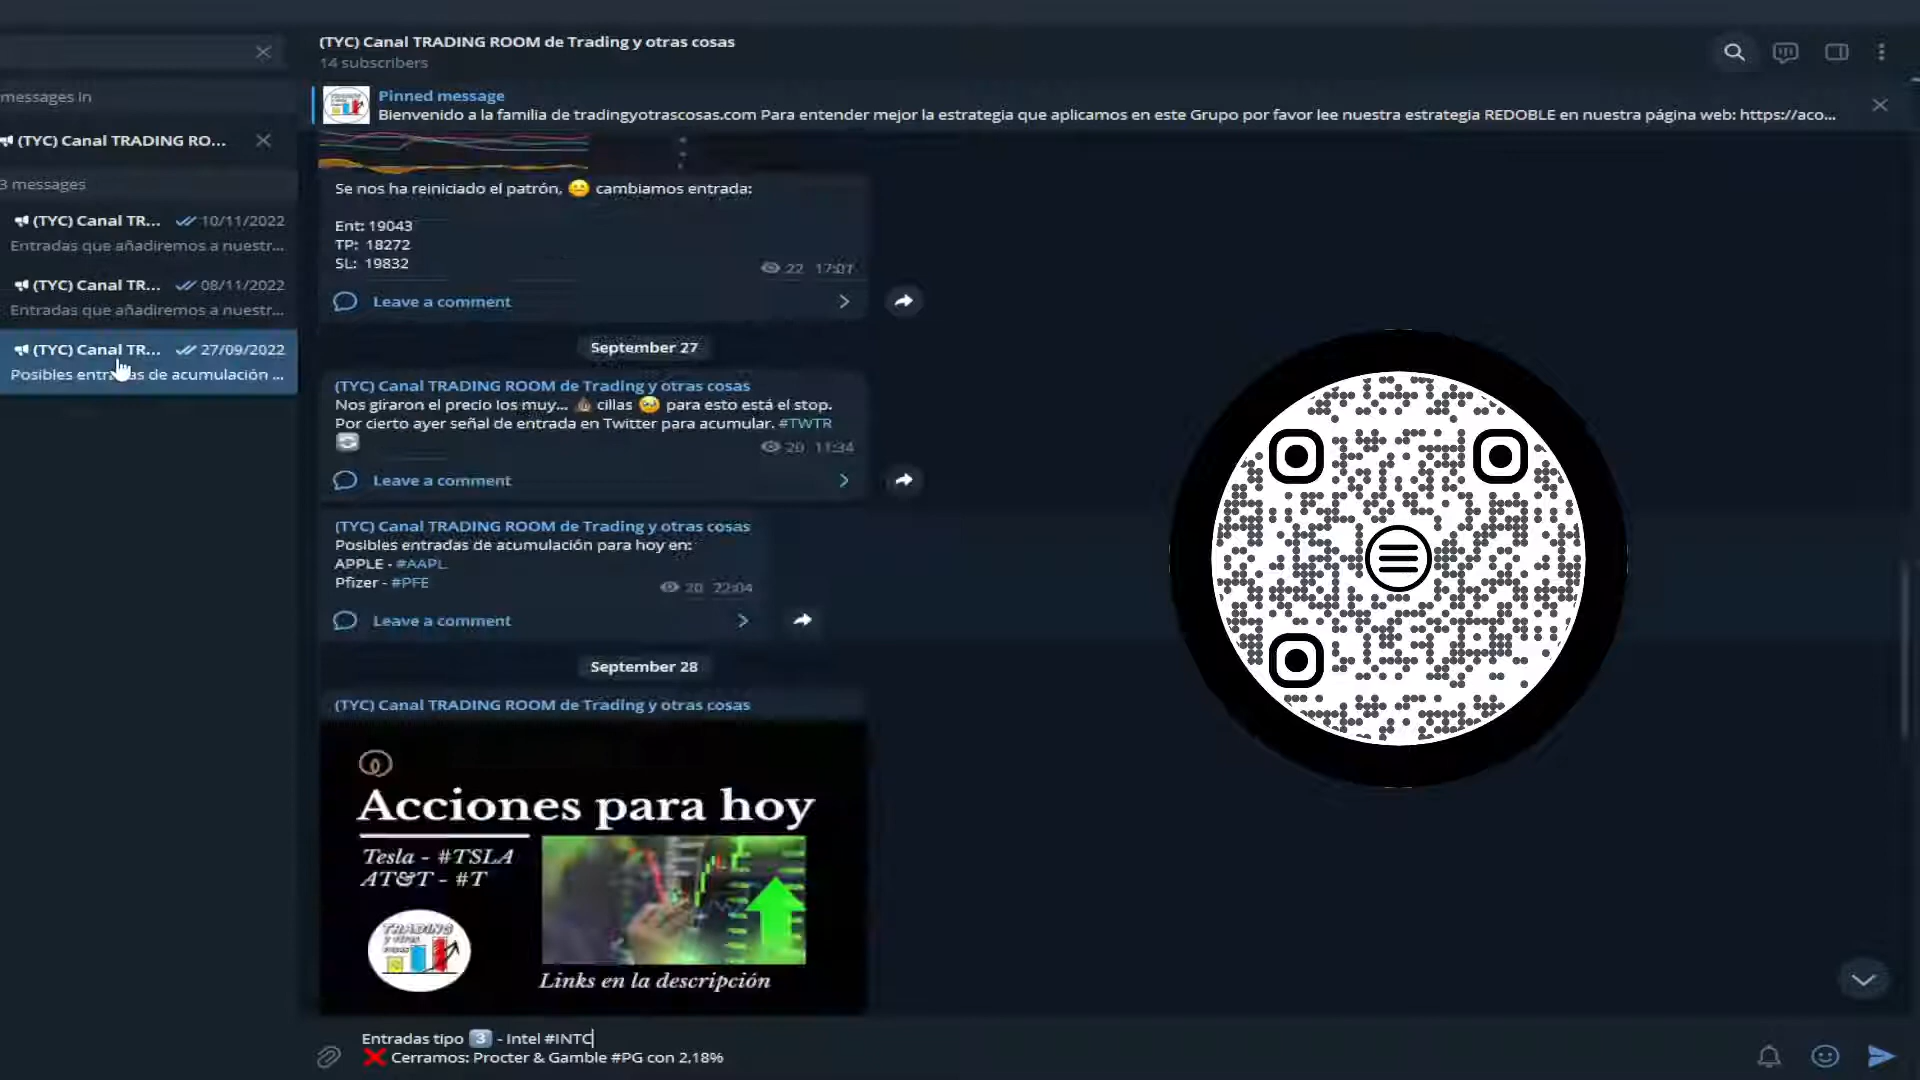 messages in
(TYC) Canal TRADING RO...
3 messages
(TYC) Canal TR... 10/11/2022
Entradas que añadiremos a nuestr...
(TYC) Canal TR... 08/11/2022
Entradas que añadiremos a nuestr...
(TYC) Canal TR... 27/09/2022
Posibles entradas de acumulación ...
(TYC) Canal TRADING ROOM de Trading y otras cosas
14 subscribers
Pinned message
Bienvenido a la familia de tradingyotrascosas.com Para entender mejor la estrategia que aplicamos en este Grupo por favor lee nuestra estrategia REDOBLE en nuestra página web: https://aco...
Se nos ha reiniciado el patrón, 😕 cambiamos entrada:
Ent: 19043
TP: 18272
SL: 19832
22 17:07
Leave a comment
September 27
(TYC) Canal TRADING ROOM de Trading y otras cosas
Nos giraron el precio los muy... 💩 cillas 🥹 para esto está el stop.
Por cierto ayer señal de entrada en Twitter para acumular. #TWTR
20 11:34
Leave a comment
(TYC) Canal TRADING ROOM de Trading y otras cosas
Posibles entradas de acumulación para hoy en:
APPLE - #AAPL
Pfizer - #PFE
20 22:04
Leave a comment
September 28
(TYC) Canal TRADING ROOM de Trading y otras cosas
Acciones para hoy
Tesla - #TSLA
AT&T - #T
TRADING
Links en la descripción
Entradas tipo 3️⃣ - Intel #INTC
❌ Cerramos: Procter & Gamble #PG con 2,18%